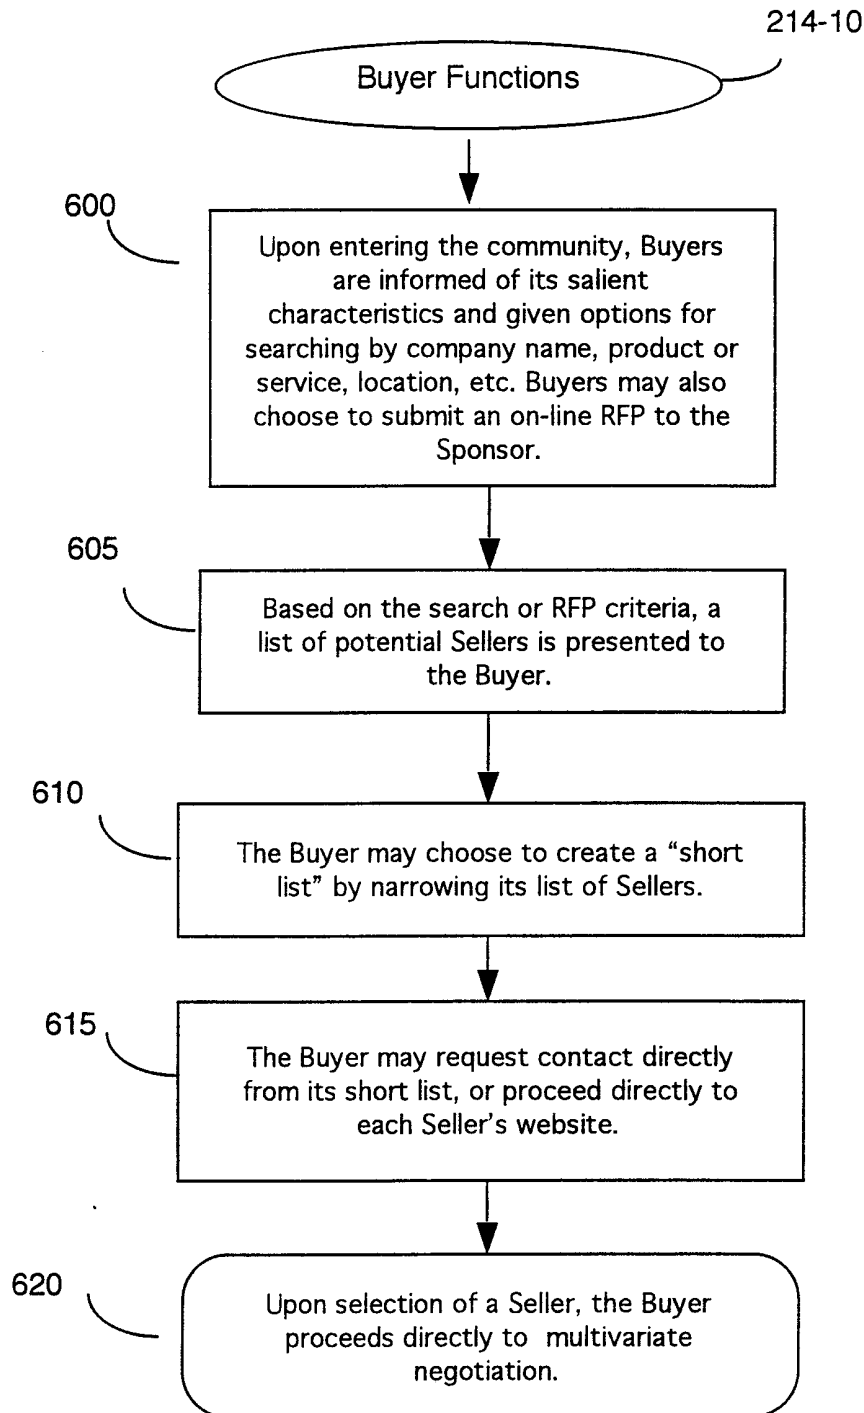 214-10
Buyer Functions
600
Upon entering the community, Buyers
are informed of its salient
characteristics and given options for
searching by company name, product or
service, location, etc. Buyers may also
choose to submit an on-line RFP to the
Sponsor.
605
Based on the search or RFP criteria, a
list of potential Sellers is presented to
the Buyer.
610
The Buyer may choose to create a “short
list” by narrowing its list of Sellers.
615
The Buyer may request contact directly
from its short list, or proceed directly to
each Seller’s website.
620
Upon selection of a Seller, the Buyer
proceeds directly to multivariate
negotiation.